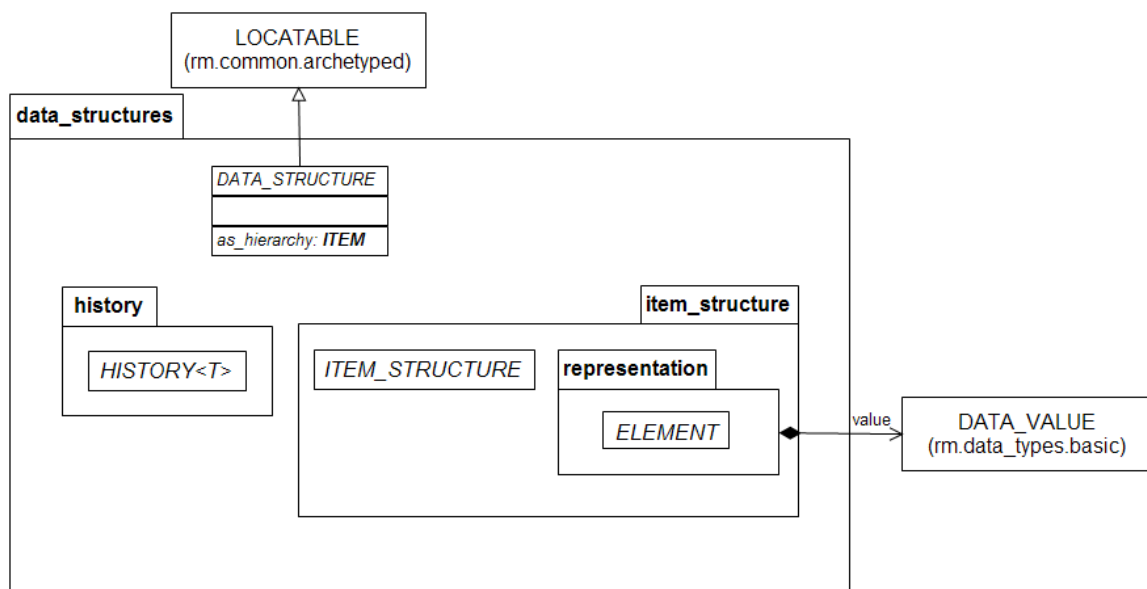 LOCATABLE
(rm.common.archetyped)
data_structures
DATA_STRUCTURE
as_hierarchy: ITEM
history
HISTORY<T>
item_structure
ITEM_STRUCTURE
representation
ELEMENT
value
DATA_VALUE
(rm.data_types.basic)